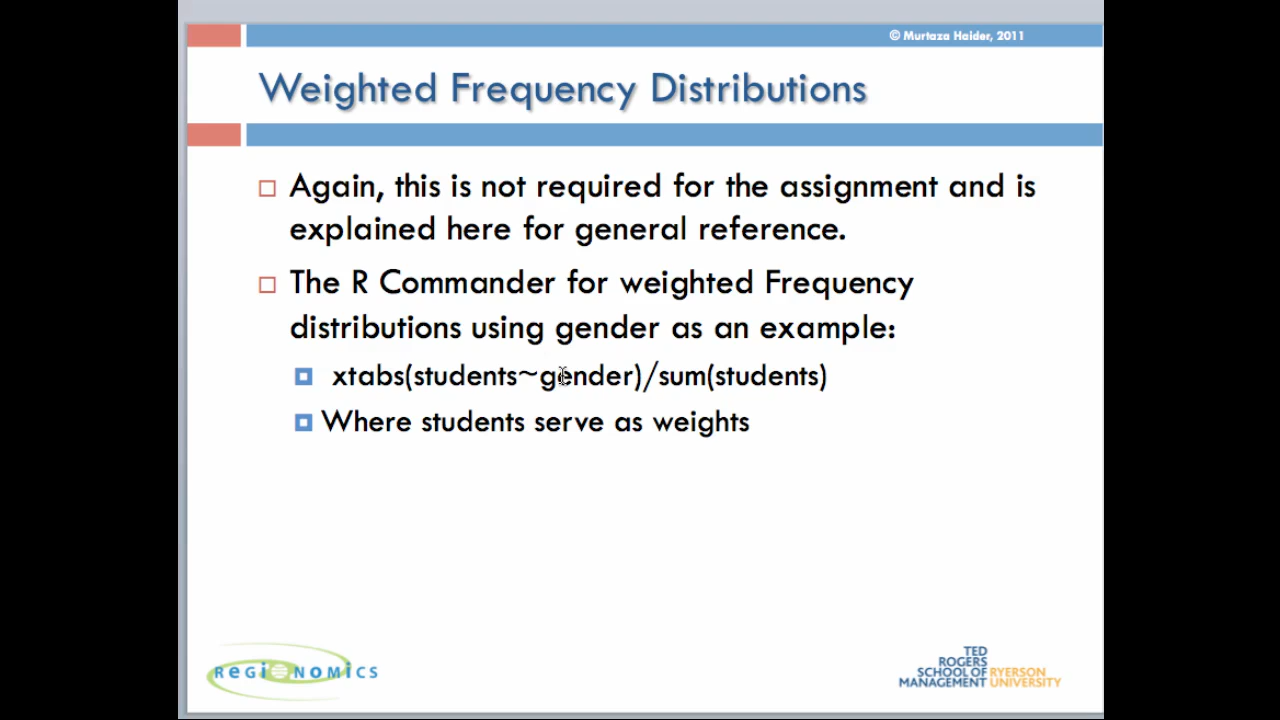 © Murtaza Haider, 2011
Weighted Frequency Distributions
Again, this is not required for the assignment and is
explained here for general reference.
The R Commander for weighted Frequency
distributions using gender as an example:
xtabs(students~gender)/sum(students)
Where students serve as weights
REGIONOMICS
TED
ROGERS
SCHOOL OF RYERSON
MANAGEMENT UNIVERSITY